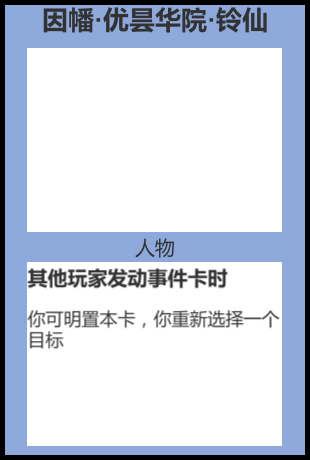 因幡·优昙华院·铃仙
人物
其他玩家发动事件卡时
你可明置本卡，你重新选择一个
目标